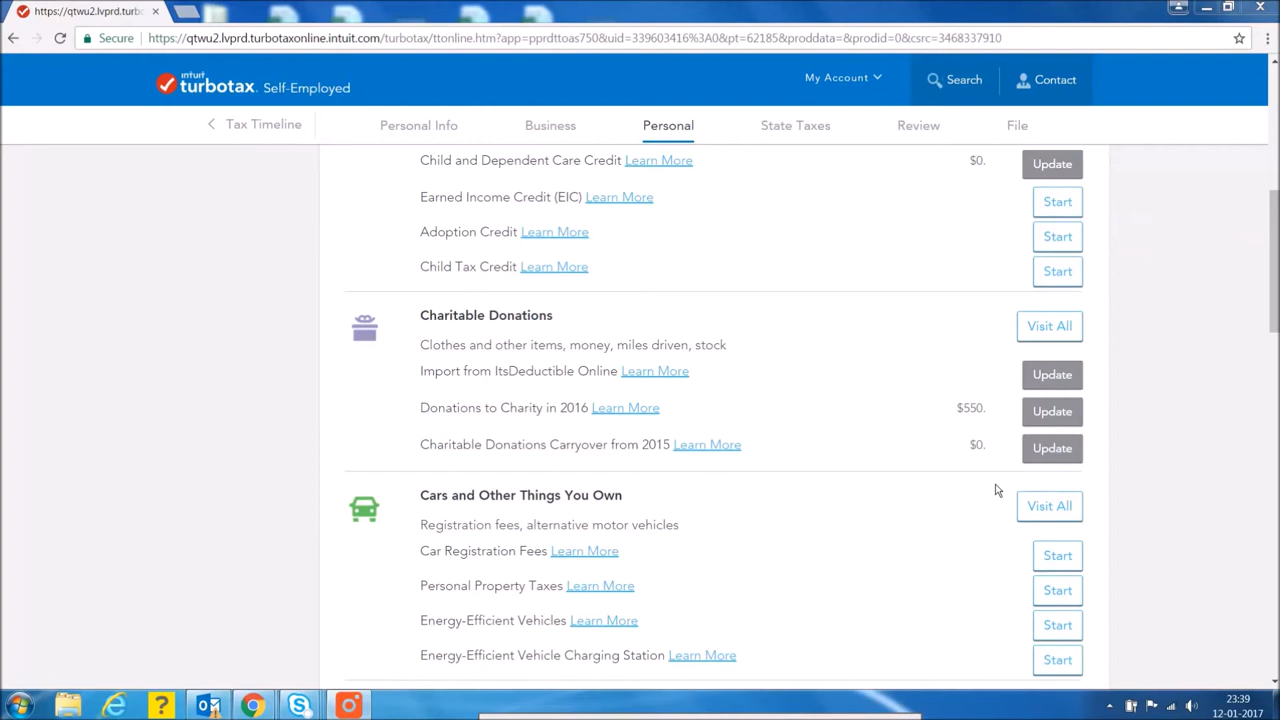 https://qtwu2.lvprd.turb
Secure
https://qtwu2.lvprd.turbotaxonline.intuit.com/turbotax/ttonline.htm?app=pprdttoas750&uid=339603416%3A0&pt=62185&proddata=&prodid=0&csrc=3468337910
intuit
turbotax. Self-Employed
My Account
Search
Contact
Tax Timeline
Personal Info
Business
Personal
State Taxes
Review
File
Child and Dependent Care Credit Learn More $0. Update
Earned Income Credit (EIC) Learn More Start
Adoption Credit Learn More Start
Child Tax Credit Learn More Start
Charitable Donations Visit All
Clothes and other items, money, miles driven, stock
Import from ItsDeductible Online Learn More Update
Donations to Charity in 2016 Learn More $550. Update
Charitable Donations Carryover from 2015 Learn More $0. Update
Cars and Other Things You Own Visit All
Registration fees, alternative motor vehicles
Car Registration Fees Learn More Start
Personal Property Taxes Learn More Start
Energy-Efficient Vehicles Learn More Start
Energy-Efficient Vehicle Charging Station Learn More Start
23:39
12-01-2017